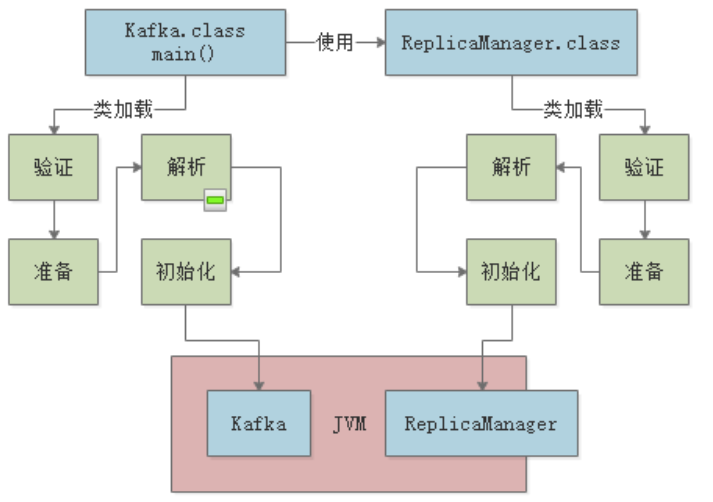 Kafka.class
main()
使用
ReplicaManager.class
类加载
类加载
验证
解析
解析
验证
准备
初始化
初始化
准备
Kafka
JVM
ReplicaManager